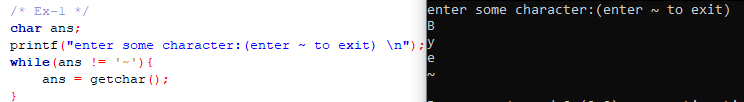 /* Ex-1 */
char ans;
printf("enter some character:(enter ~ to exit) \n");
while(ans != '~'){
ans = getchar();
}
enter some character:(enter ~ to exit)
B
y
e
~